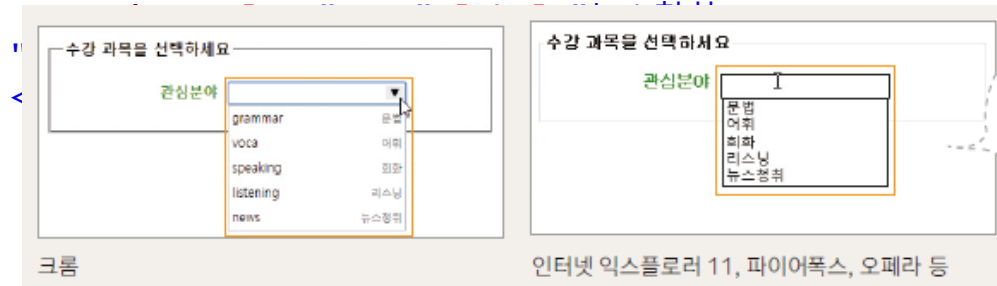 수강 과목을 선택하세요
관심분야
grammar 문법
voca 어휘
speaking 회화
listening 리스닝
news 뉴스청취
크롬
수강 과목을 선택하세요
관심분야
문법
어휘
회화
리스닝
뉴스청취
인터넷 익스플로러 11, 파이어폭스, 오페라 등